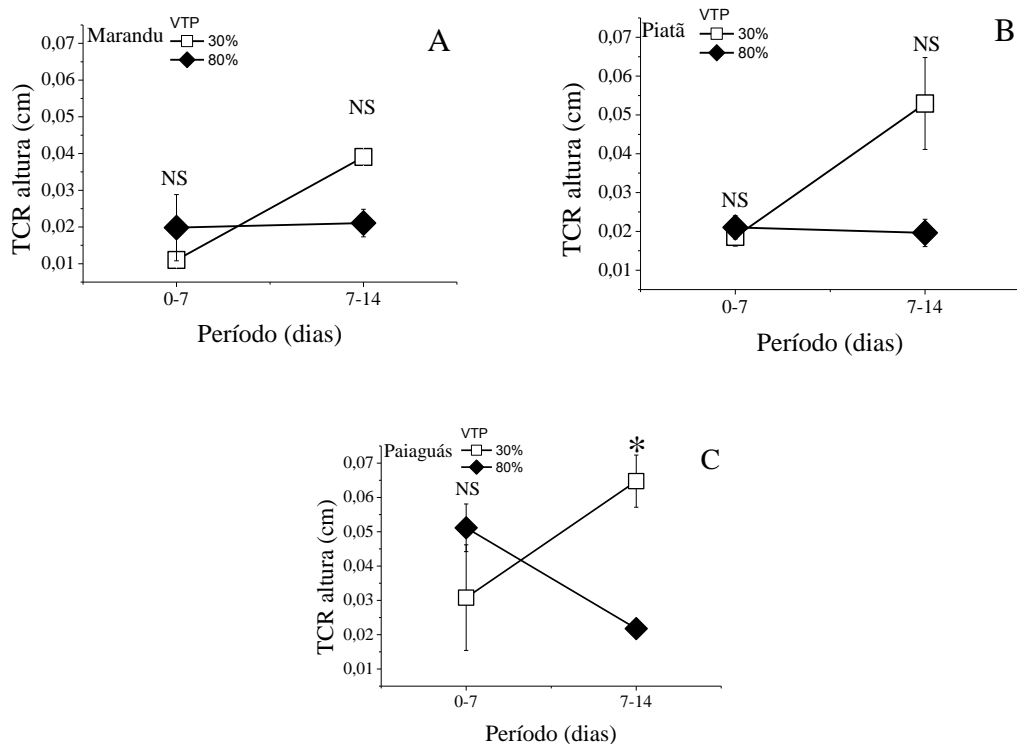 Marandu
VTP
30%
80%
A
NS
NS
TCR altura (cm)
0,07
0,06
0,05
0,04
0,03
0,02
0,01
0-7
7-14
Período (dias)
Piatã
VTP
30%
80%
B
NS
NS
TCR altura (cm)
0,07
0,06
0,05
0,04
0,03
0,02
0,01
0-7
7-14
Período (dias)
Paiaguás
VTP
30%
80%
C
*
NS
TCR altura (cm)
0,07
0,06
0,05
0,04
0,03
0,02
0,01
0-7
7-14
Período (dias)